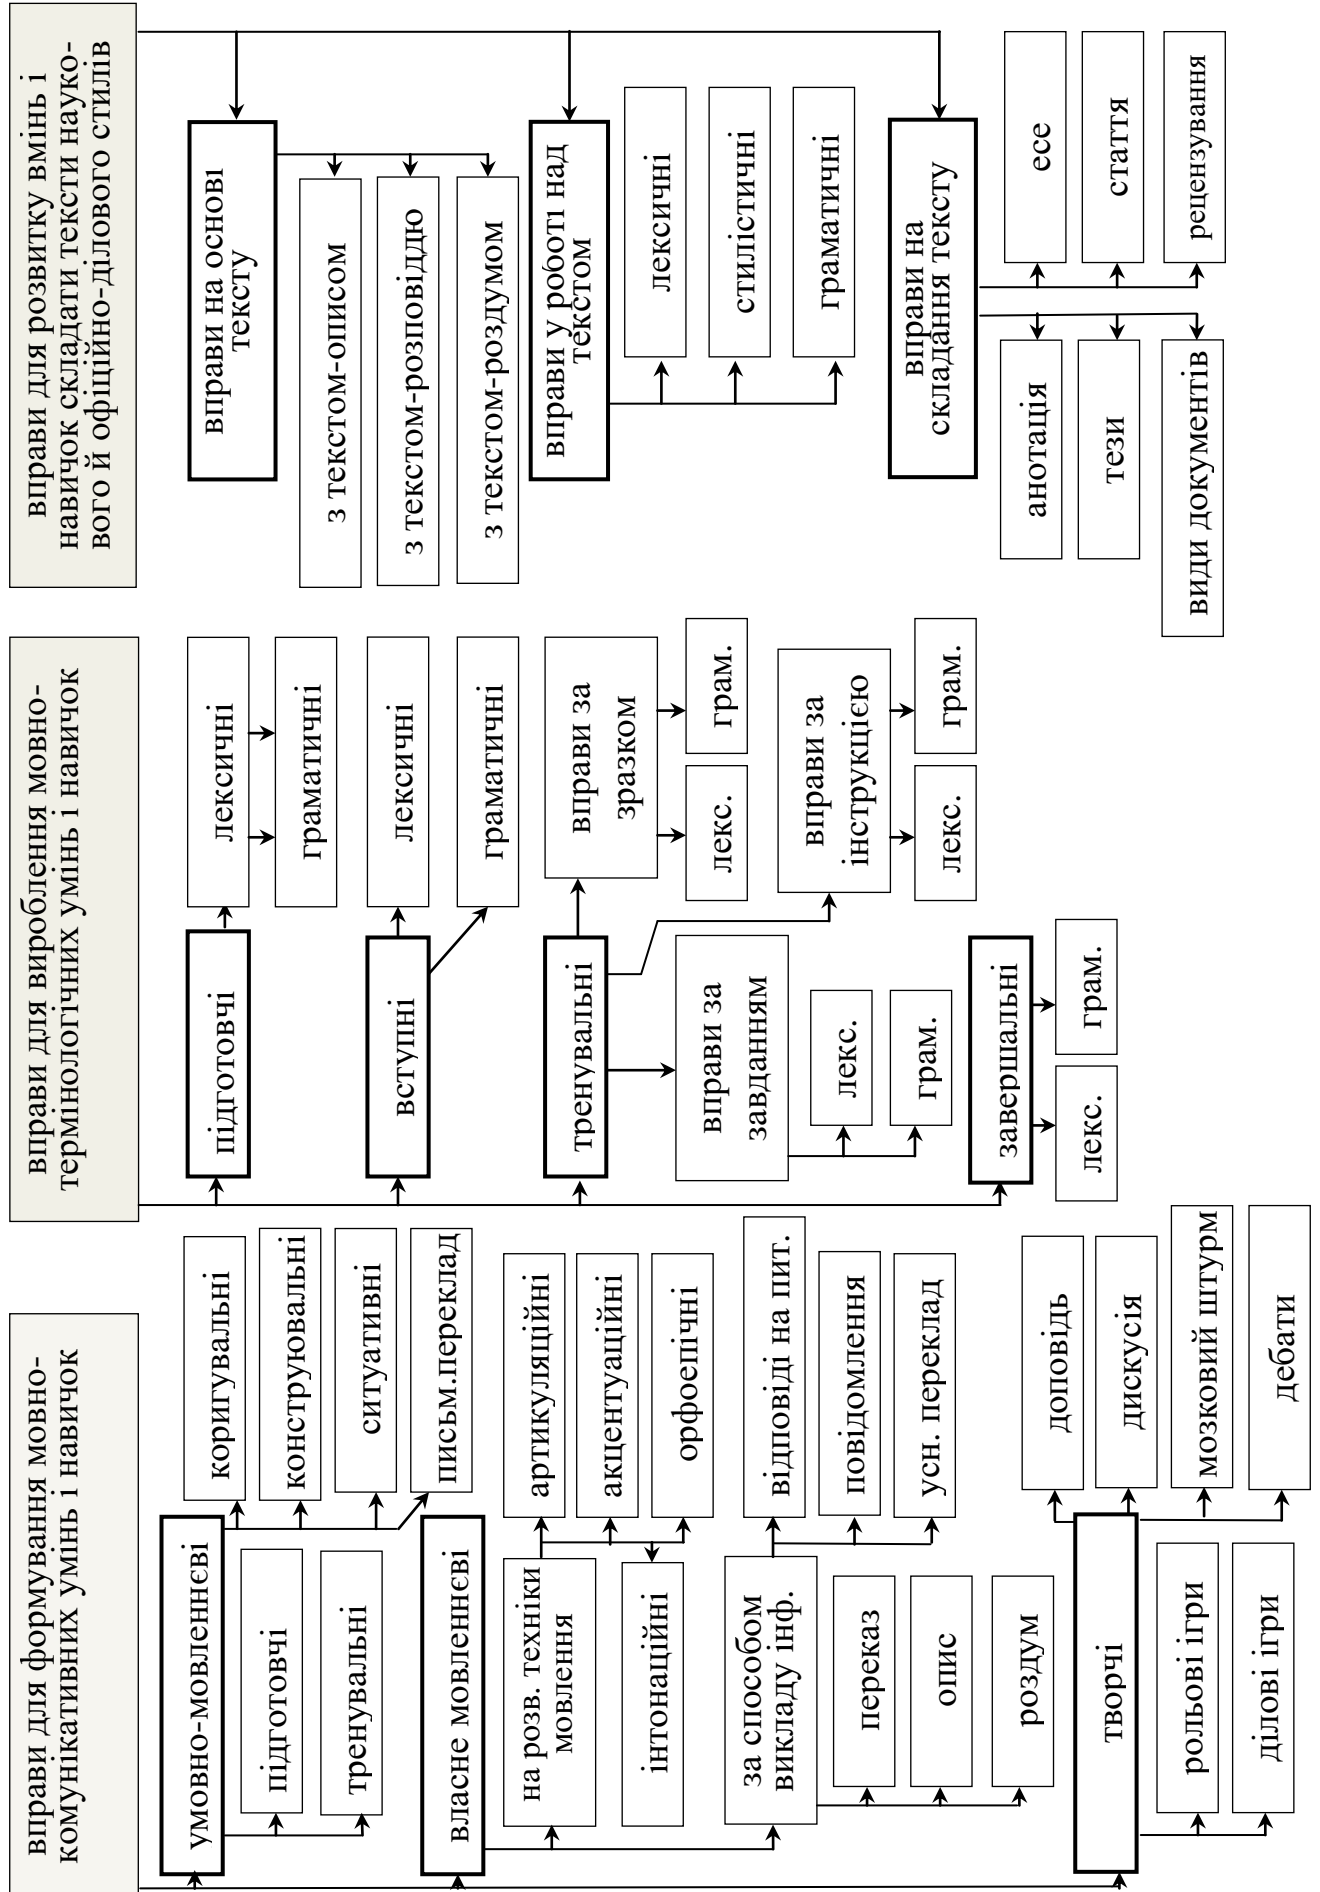 вправи для формування мовно-
комунікативних умінь і навичок
умовно-мовленнєві
підготовчі
тренувальні
коригувальні
конструювальні
ситуативні
письм.переклад
власне мовленнєві
на розв. техніки
мовлення
артикуляційні
акцентуаційні
орфоепічні
інтонаційні
за способом
викладу інф.
відповіді на пит.
повідомлення
усн. переклад
переказ
опис
роздум
творчі
доповідь
дискусія
мозковий штурм
дебати
рольові ігри
ділові ігри
вправи для вироблення мовно-
термінологічних умінь і навичок
підготовчі
лексичні
граматичні
вступні
лексичні
граматичні
тренувальні
вправи за
зразком
лекс.
грам.
вправи за
інструкцією
лекс.
грам.
вправи за
завданням
лекс.
грам.
завершальні
лекс.
грам.
вправи для розвитку вмінь і
навичок складати тексти науко-
вого й офіційно-ділового стилів
вправи на основі
тексту
з текстом-описом
з текстом-розповіддю
з текстом-роздумом
вправи у роботі над
текстом
лексичні
стилістичні
граматичні
вправи на
складання тексту
есе
стаття
рецензування
анотація
тези
види документів